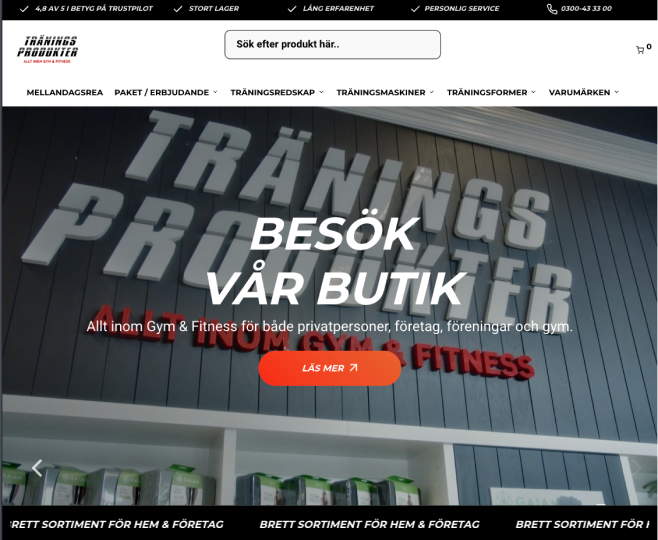 4,8 AV 5 I BETYG PÅ TRUSTPILOT STORT LAGER LÅNG ERFARENHET PERSONLIG SERVICE 0300-43 33 00
TRÄNINGS
PRODUKTER
ALLT INOM GYM & FITNESS
Sök efter produkt här..
0
MELLANDAGSREA PAKET / ERBJUDANDE TRÄNINGSREDSKAP TRÄNINGSMASKINER TRÄNINGSFORMER VARUMÄRKEN
TRÄNINGS
PRODUKTER
ALLT INOM GYM & FITNESS
BESÖK
VÅR BUTIK
Allt inom Gym & Fitness för både privatpersoner, företag, föreningar och gym.
LÄS MER
GAIAM
BRETT SORTIMENT FÖR HEM & FÖRETAG BRETT SORTIMENT FÖR HEM & FÖRETAG BRETT SORTIMENT FÖR H